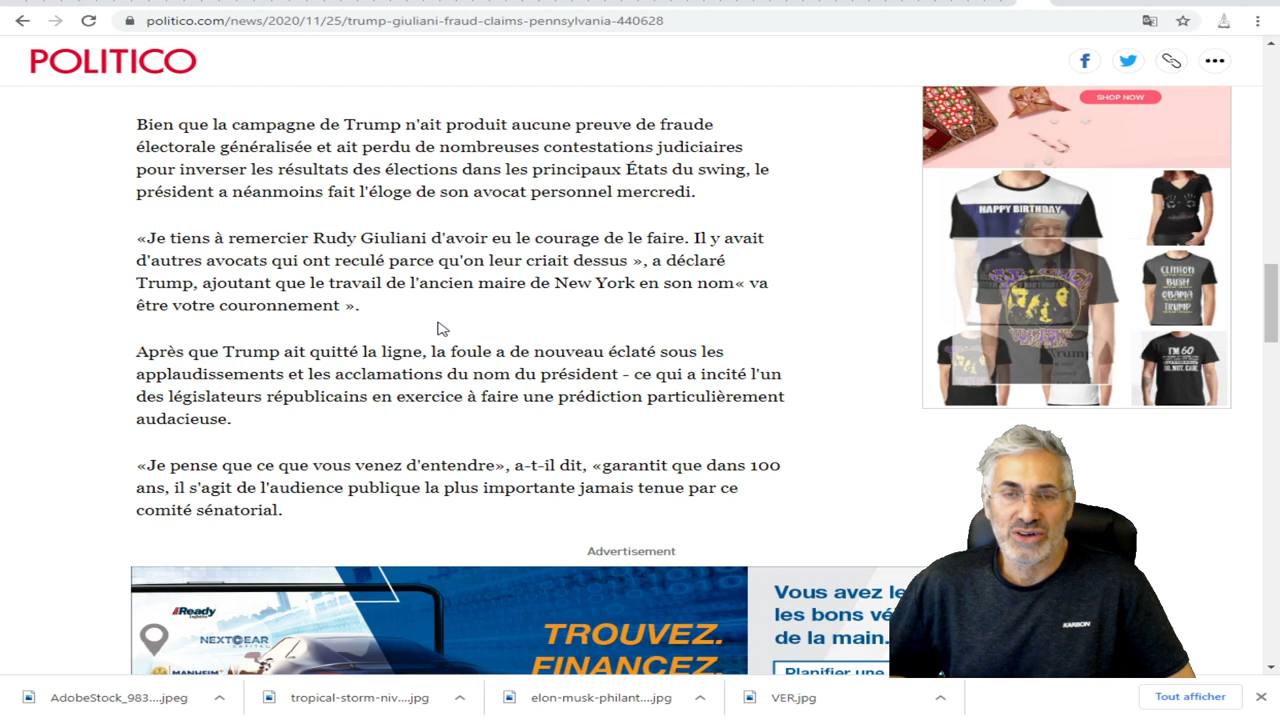 politico.com/news/2020/11/25/trump-giuliani-fraud-claims-pennsylvania-440628
POLITICO
SHOP NOW
Bien que la campagne de Trump n'ait produit aucune preuve de fraude
électorale généralisée et ait perdu de nombreuses contestations judiciaires
pour inverser les résultats des élections dans les principaux États du swing, le
président a néanmoins fait l'éloge de son avocat personnel mercredi.
HAPPY BIRTHDAY
«Je tiens à remercier Rudy Giuliani d'avoir eu le courage de le faire. Il y avait
d'autres avocats qui ont reculé parce qu'on leur criait dessus », a déclaré
Trump, ajoutant que le travail de l'ancien maire de New York en son nom« va
être votre couronnement ».
CLINTON
BUSH
OBAMA
TRUMP
Après que Trump ait quitté la ligne, la foule a de nouveau éclaté sous les
applaudissements et les acclamations du nom du président - ce qui a incité l'un
des législateurs républicains en exercice à faire une prédiction particulièrement
audacieuse.
I'M 60
«Je pense que ce que vous venez d'entendre», a-t-il dit, «garantit que dans 100
ans, il s'agit de l'audience publique la plus importante jamais tenue par ce
comité sénatorial.
Advertisement
Ready
NEXTGEAR
CAPITAL
MANHEIM
TROUVEZ.
FINANCEZ.
Vous avez le
les bons vé
de la main.
Planifier une
KARBON
AdobeStock_983....jpeg
tropical-storm-niv....jpg
elon-musk-philant....jpg
VER.jpg
Tout afficher